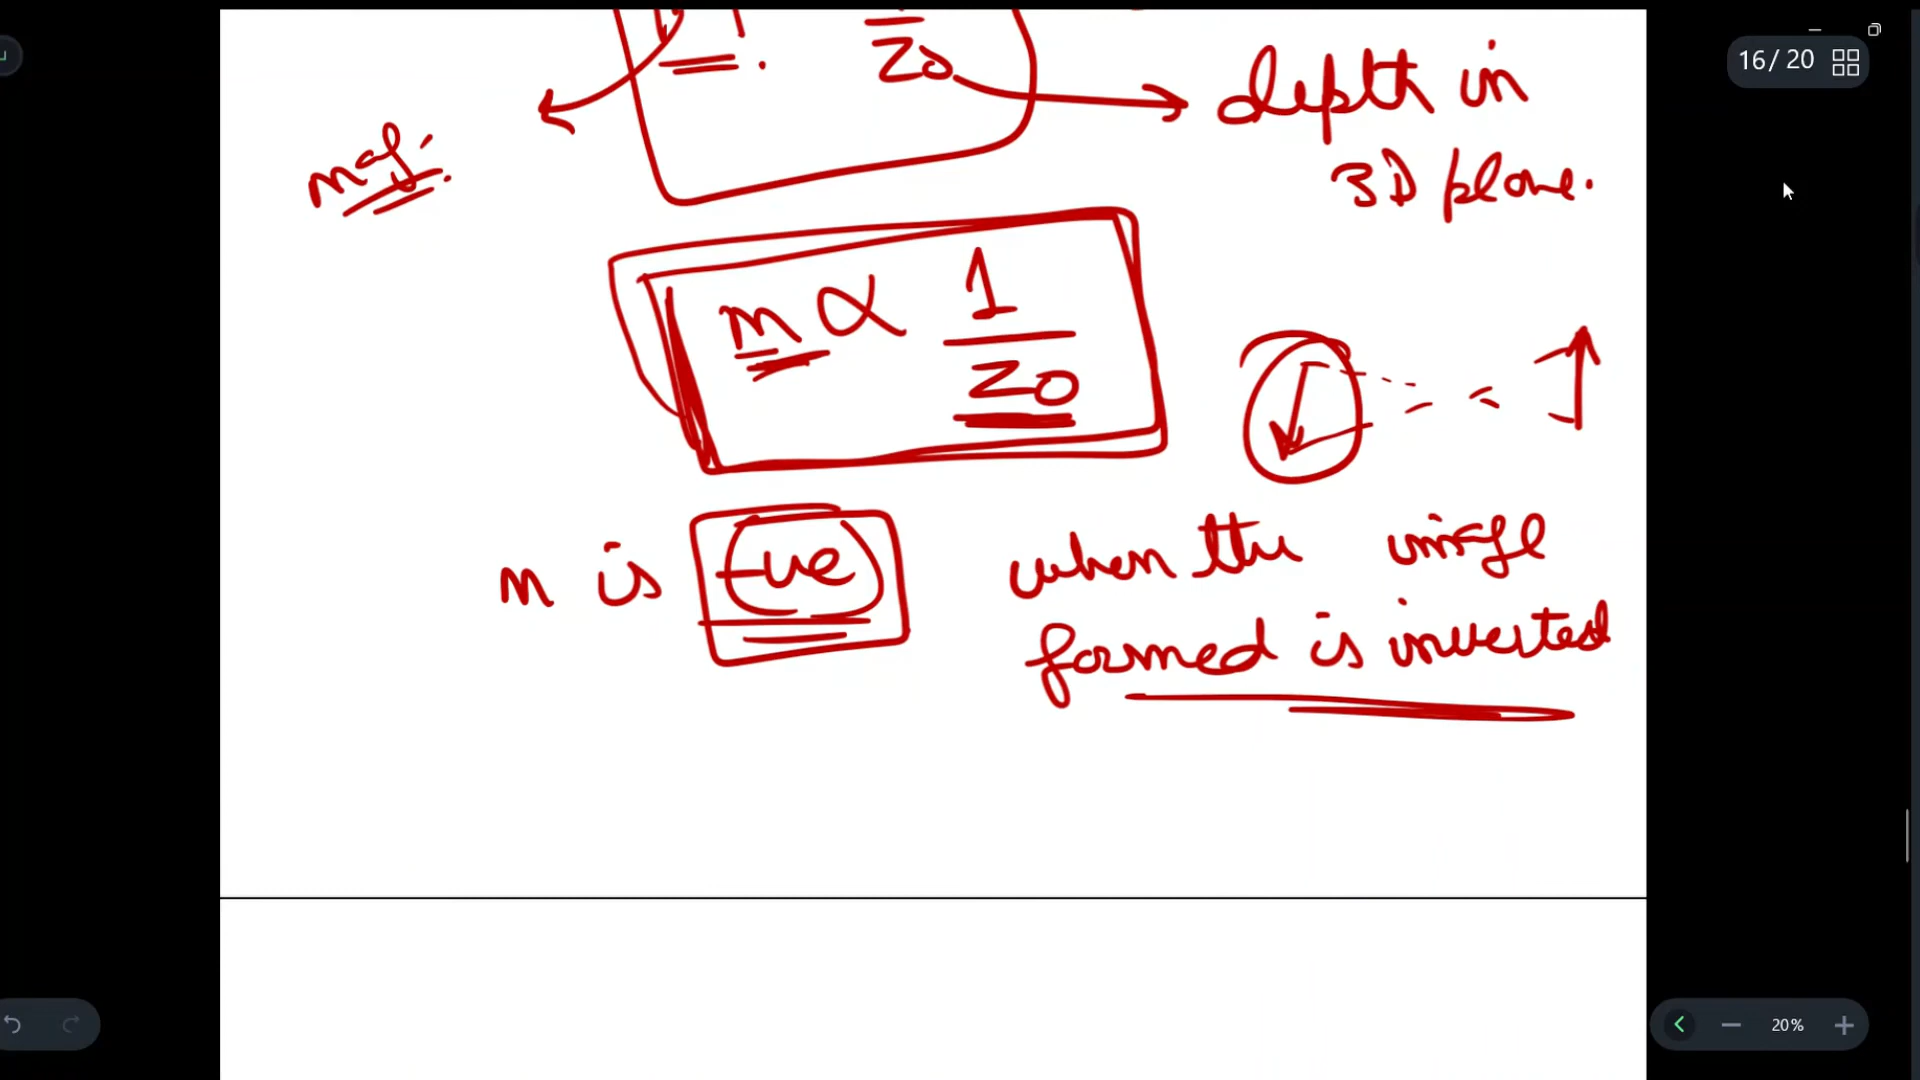 16/ 20
Zo
depth in
mag.
3D plane.
m ∝ 1
Zo
m is -ve when the image
formed is inverted
20%